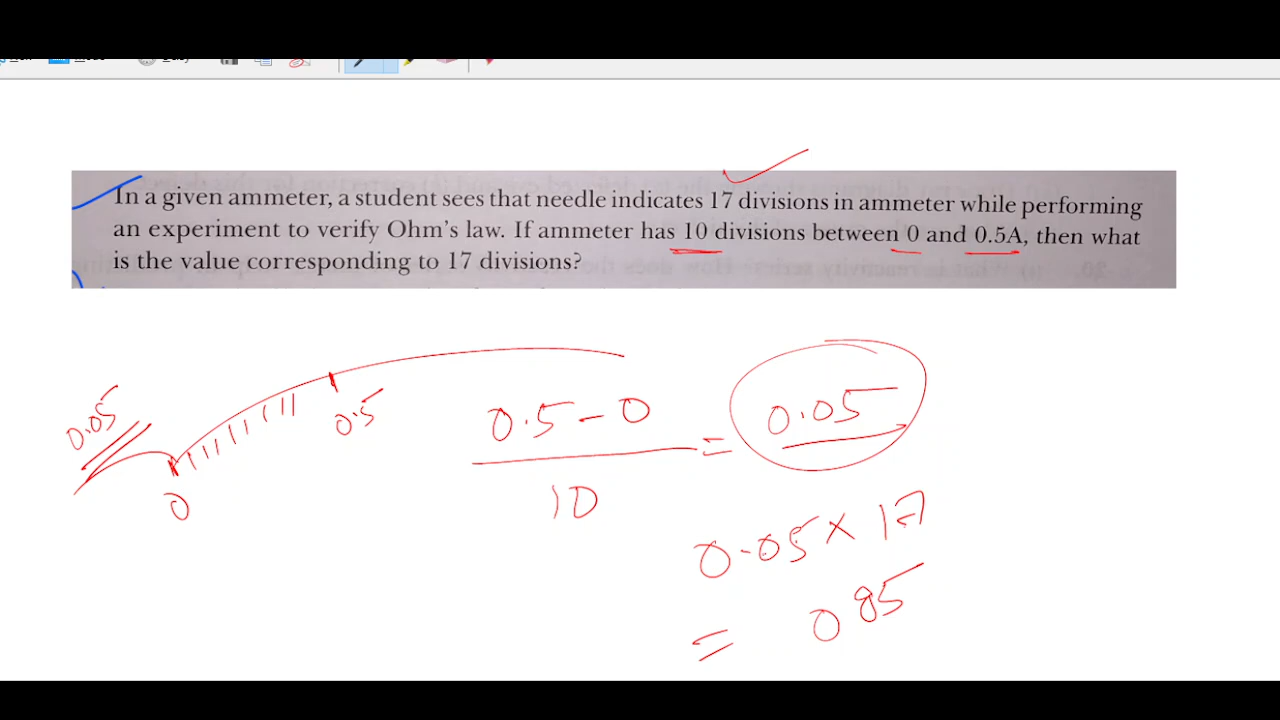 In a given ammeter, a student sees that needle indicates 17 divisions in ammeter while performing
an experiment to verify Ohm's law. If ammeter has 10 divisions between 0 and 0.5A, then what
is the value corresponding to 17 divisions?
0.05
0
0.5
0.5 - 0
10
= 0.05
0.05 x 17
= 0 85